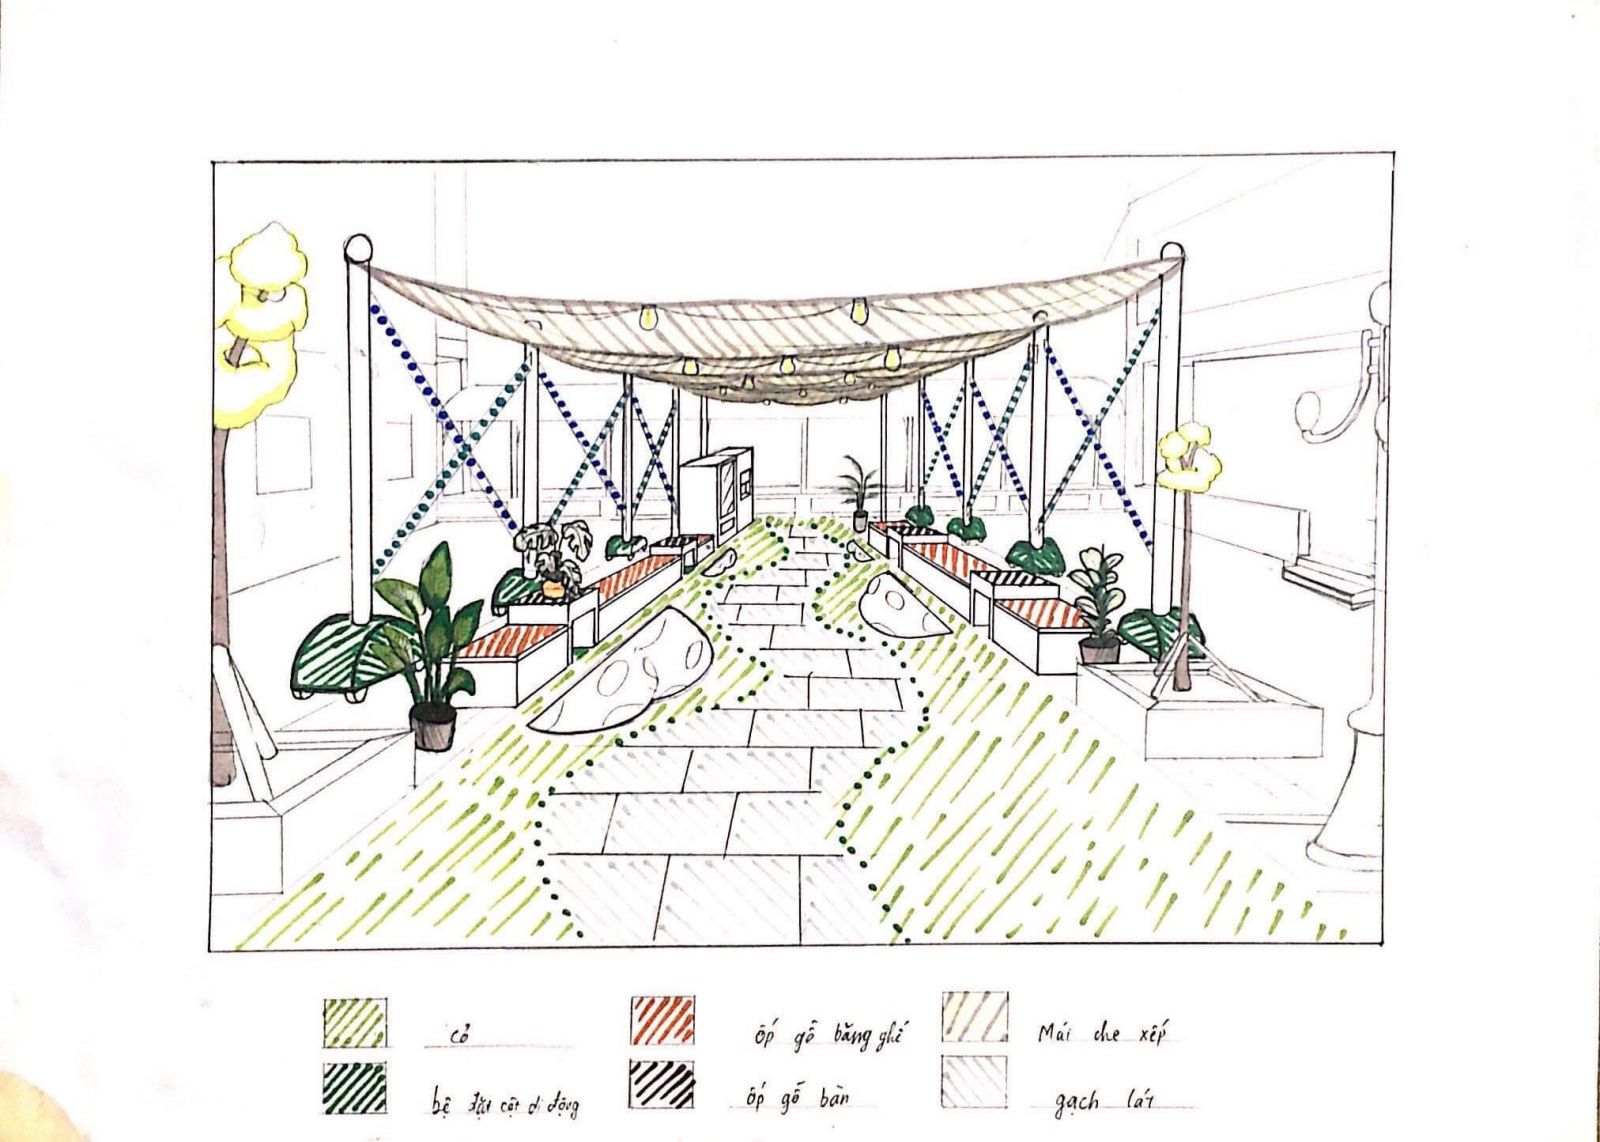 cỏ
ốp gỗ băng ghế
Mái che xếp
bệ đặt cột di động
ốp gỗ bàn
gạch lát